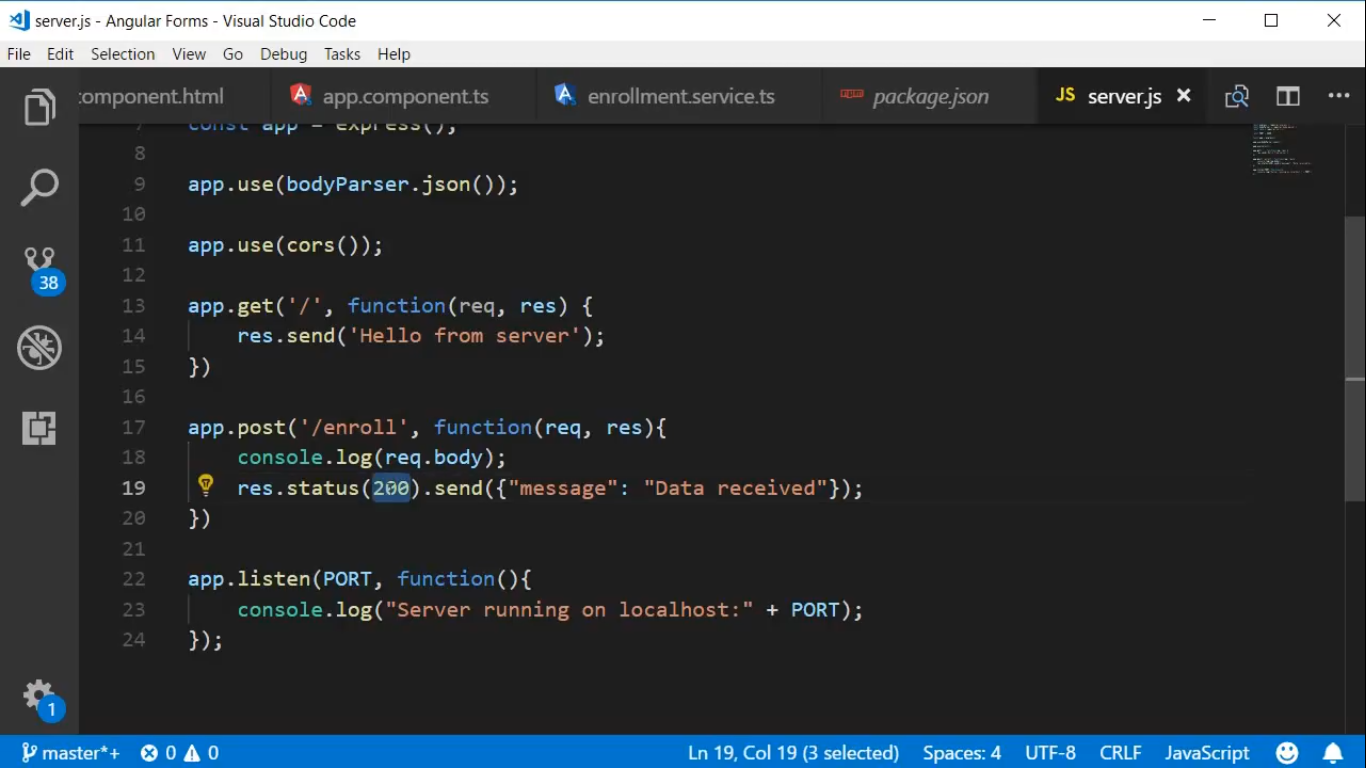 server.js - Angular Forms - Visual Studio Code
File Edit Selection View Go Debug Tasks Help
component.html app.component.ts enrollment.service.ts package.json JS server.js
7 const app = express();
8
9 app.use(bodyParser.json());
10
11 app.use(cors());
12
13 app.get('/', function(req, res) {
14 res.send('Hello from server');
15 })
16
17 app.post('/enroll', function(req, res){
18 console.log(req.body);
19 res.status(200).send({"message": "Data received"});
20 })
21
22 app.listen(PORT, function(){
23 console.log("Server running on localhost:" + PORT);
24 });
38
1
master*+ 0 0 Ln 19, Col 19 (3 selected) Spaces: 4 UTF-8 CRLF JavaScript